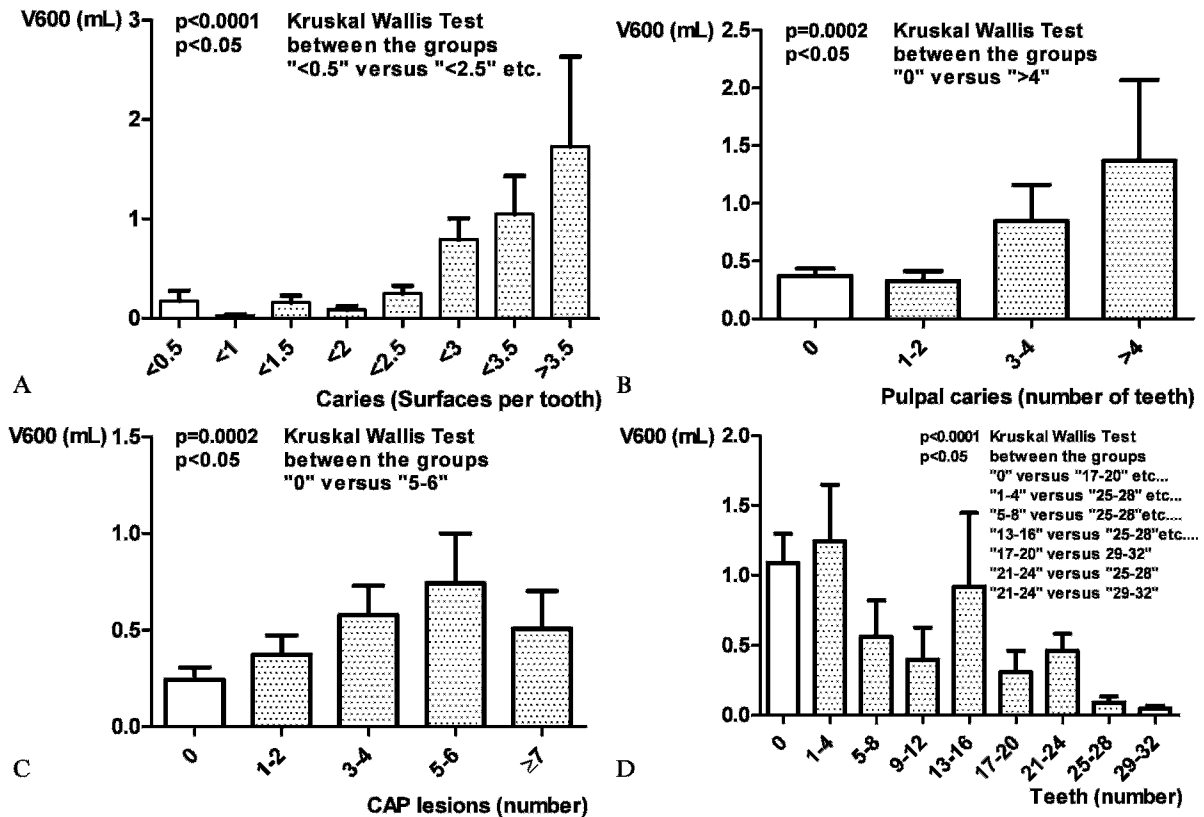 V600 (mL)
p<0.0001 Kruskal Wallis Test
p<0.05 between the groups
"<0.5" versus "<2.5" etc.
3
2
1
0
<0.5 <1 <1.5 <2 <2.5 <3 <3.5 >3.5
A
Caries (Surfaces per tooth)
V600 (mL)
p=0.0002 Kruskal Wallis Test
p<0.05 between the groups
"0" versus ">4"
2.5
2.0
1.5
1.0
0.5
0.0
0 1-2 3-4 >4
B
Pulpal caries (number of teeth)
V600 (mL)
p=0.0002 Kruskal Wallis Test
p<0.05 between the groups
"0" versus "5-6"
1.5
1.0
0.5
0.0
0 1-2 3-4 5-6 ≥7
C
CAP lesions (number)
V600 (mL)
p<0.0001 Kruskal Wallis Test
p<0.05 between the groups
"0" versus "17-20" etc...
"1-4" versus "25-28" etc...
"5-8" versus "25-28"etc....
"13-16" versus "25-28"etc....
"17-20" versus 29-32"
"21-24" versus "25-28"
"21-24" versus "29-32"
2.0
1.5
1.0
0.5
0.0
0 1-4 5-8 9-12 13-16 17-20 21-24 25-28 29-32
D
Teeth (number)